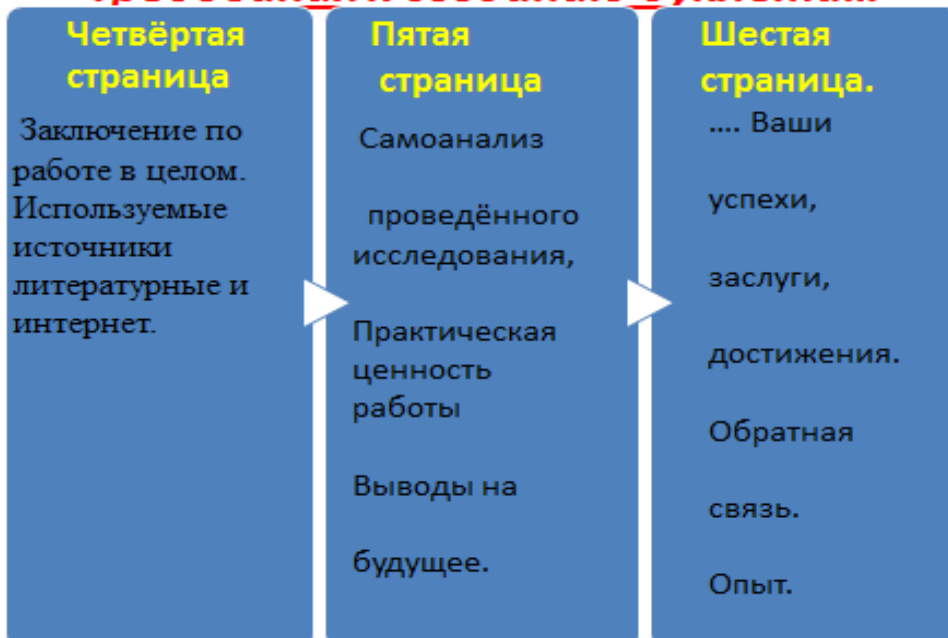 Четвёртая
страница
Заключение по
работе в целом.
Используемые
источники
литературные и
интернет.
Пятая
страница
Самоанализ
проведённого
исследования,
Практическая
ценность
работы
Выводы на
будущее.
Шестая
страница.
.... Ваши
успехи,
заслуги,
достижения.
Обратная
связь.
Опыт.